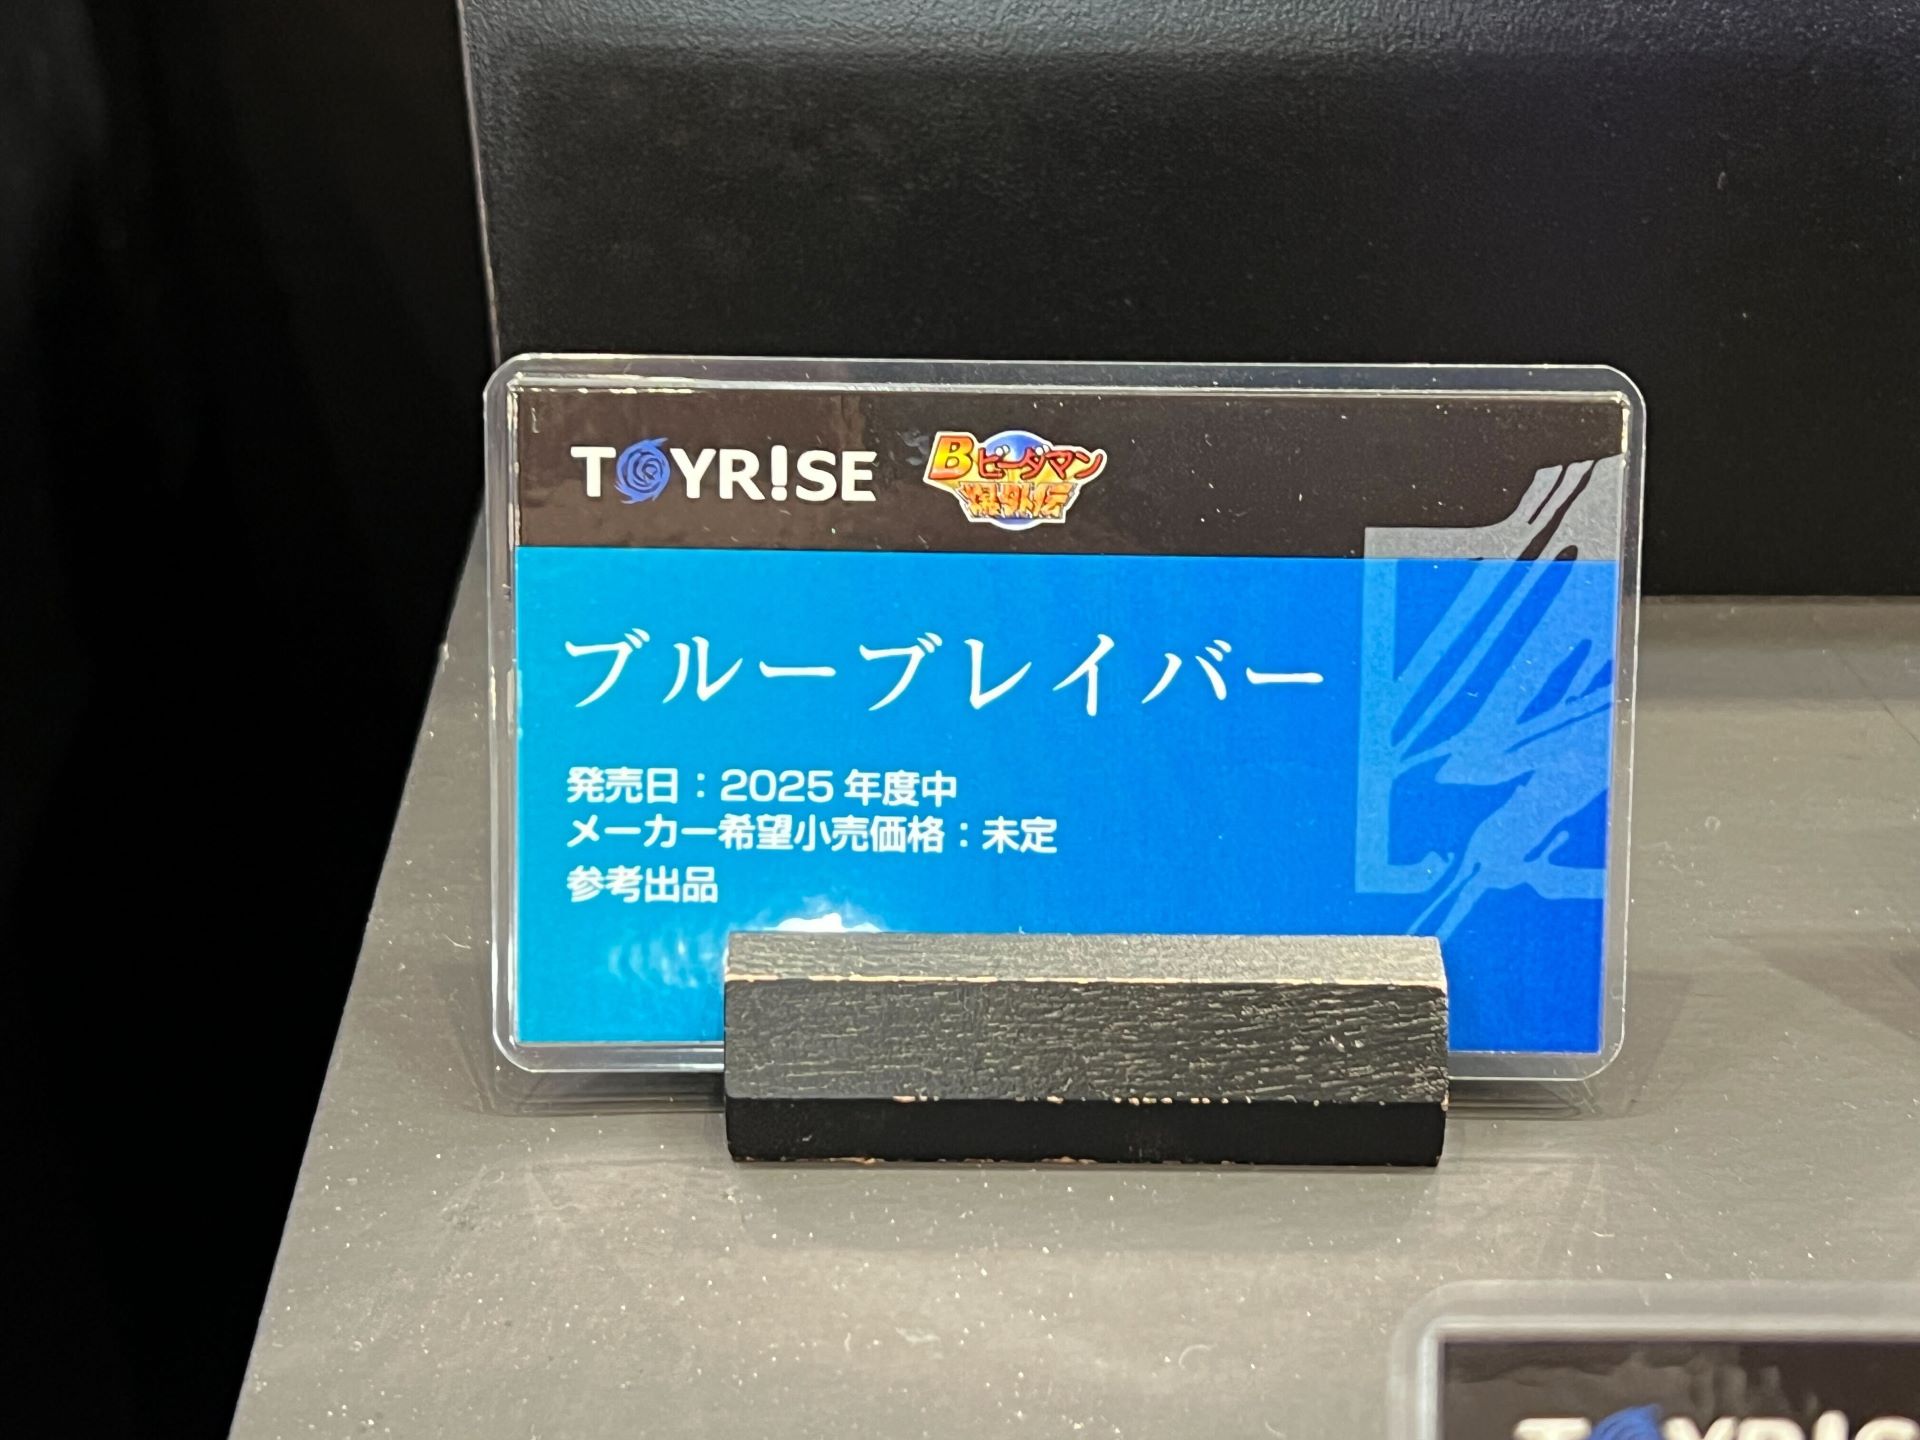 TOYR!SE
Bビーダマン
爆外伝
ブルーブレイバー
発売日：2025 年度中
メーカー希望小売価格：未定
参考出品